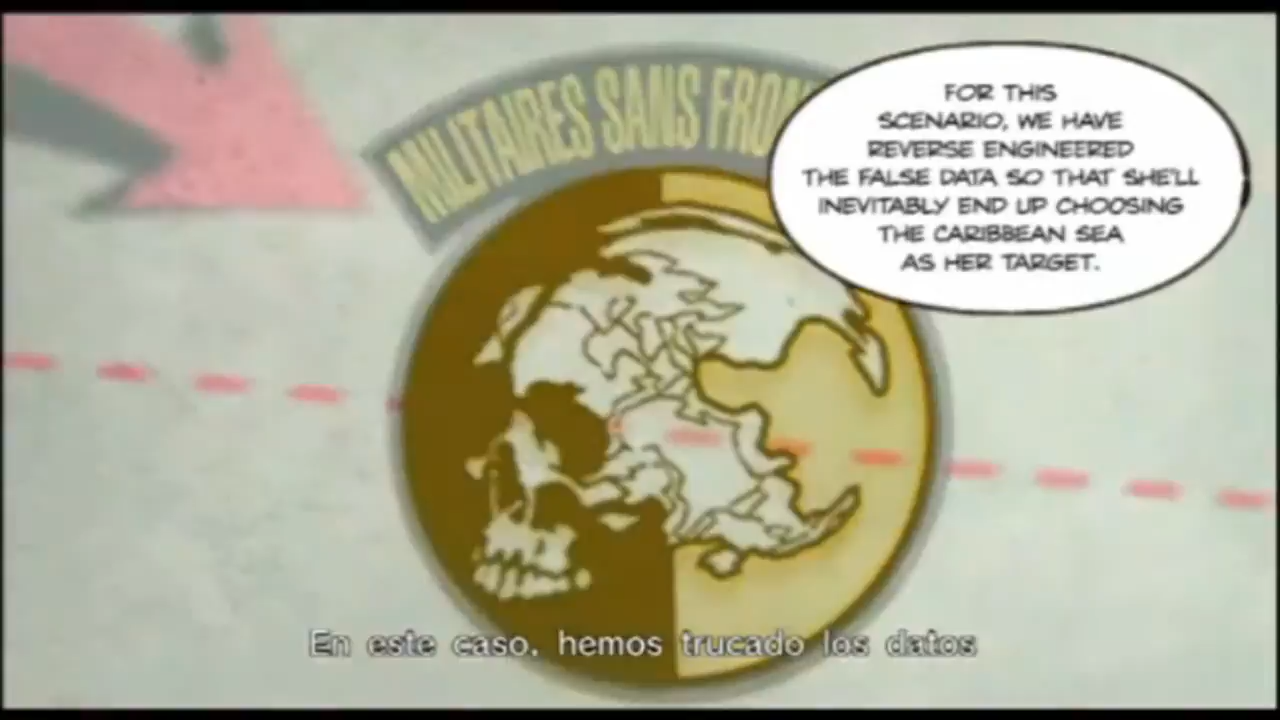 MILITAIRES SANS
FOR THIS
SCENARIO, WE HAVE
REVERSE ENGINEERED
THE FALSE DATA SO THAT SHE'LL
INEVITABLY END UP CHOOSING
THE CARIBBEAN SEA
AS HER TARGET.
En este caso, hemos trucado los datos